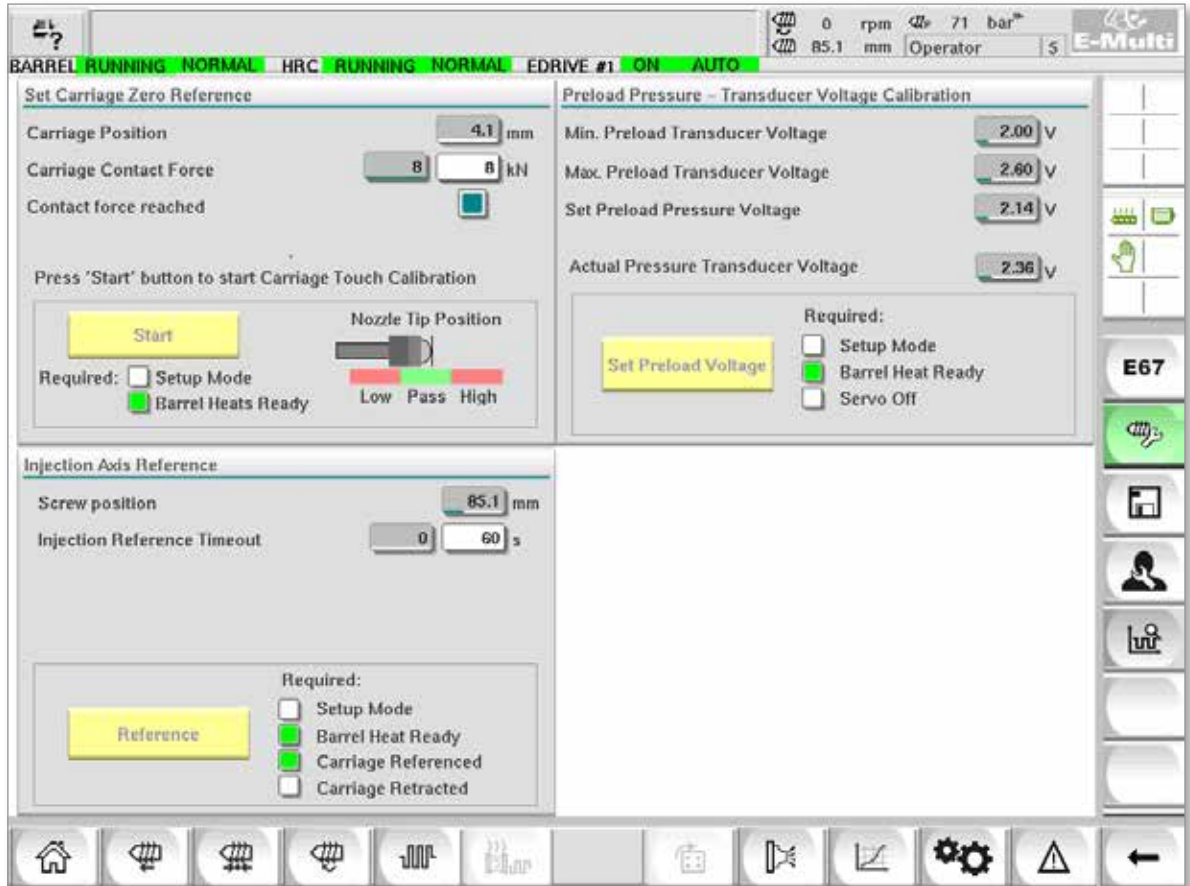 ?
0 rpm 71 bar
85.1 mm Operator 5
E-Multi
BARREL RUNNING NORMAL HRC RUNNING NORMAL EDRIVE #1 ON AUTO
Set Carriage Zero Reference
Carriage Position 4.1 mm
Carriage Contact Force 8 8 kN
Contact force reached
Press 'Start' button to start Carriage Touch Calibration
Start
Required: Setup Mode
Barrel Heats Ready
Nozzle Tip Position
Low Pass High
Preload Pressure – Transducer Voltage Calibration
Min. Preload Transducer Voltage 2.00 V
Max. Preload Transducer Voltage 2.60 V
Set Preload Pressure Voltage 2.14 V
Actual Pressure Transducer Voltage 2.36 V
Set Preload Voltage
Required:
Setup Mode
Barrel Heat Ready
Servo Off
Injection Axis Reference
Screw position 85.1 mm
Injection Reference Timeout 0 60 s
Reference
Required:
Setup Mode
Barrel Heat Ready
Carriage Referenced
Carriage Retracted
E67